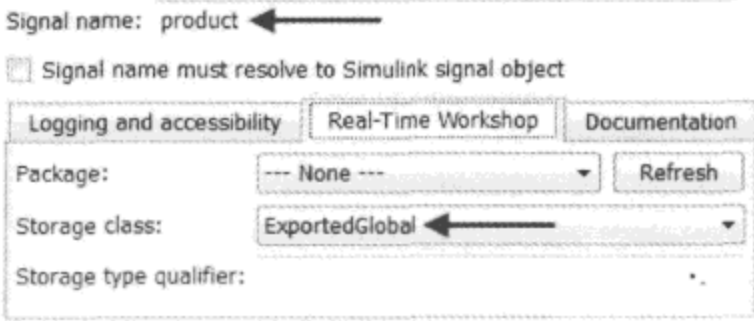 Signal name: product
Signal name must resolve to Simulink signal object
Logging and accessibility Real-Time Workshop Documentation
Package: --- None --- Refresh
Storage class: ExportedGlobal
Storage type qualifier: